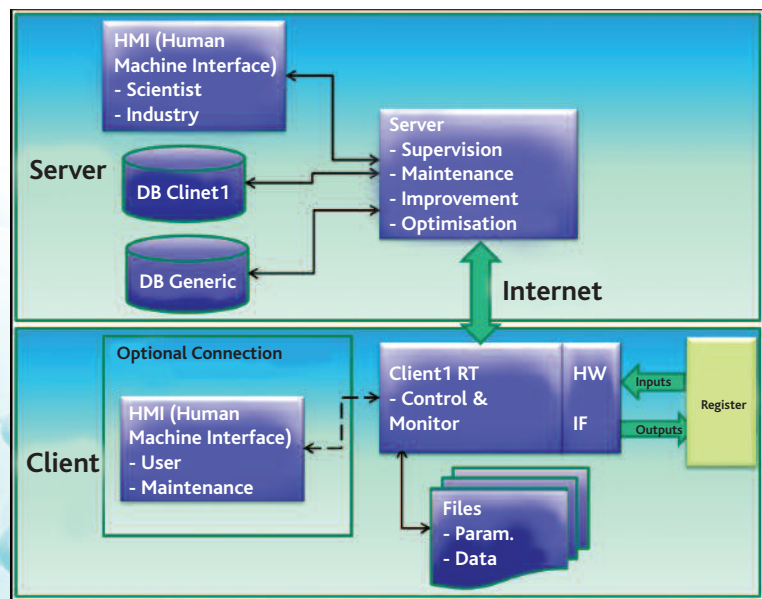 HMI (Human
Machine Interface)
- Scientist
- Industry
Server
DB Clinet1
DB Generic
Server
- Supervision
- Maintenance
- Improvement
- Optimisation
Internet
Optional Connection
HMI (Human
Machine Interface)
- User
- Maintenance
Client
Client1 RT
- Control &
Monitor
HW
IF
Inputs
Outputs
Register
Files
- Param.
- Data